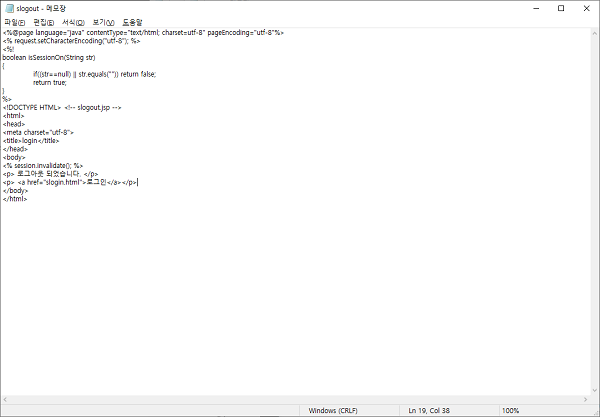 slogout - 메모장
파일(F) 편집(E) 서식(O) 보기(V) 도움말
<%@page language="java" contentType="text/html; charset=utf-8" pageEncoding="utf-8"%>
<% request.setCharacterEncoding("utf-8"); %>
<%!
boolean isSessionOn(String str)
{
if((str==null) || str.equals("")) return false;
return true;
}
%>
<!DOCTYPE HTML> <!-- slogout.jsp -->
<html>
<head>
<meta charset="utf-8">
<title>login</title>
</head>
<body>
<% session.invalidate(); %>
<p> 로그아웃 되었습니다. </p>
<p> <a href="slogin.html">로그인</a></p>
</body>
</html>
Windows (CRLF) Ln 19, Col 38 100%